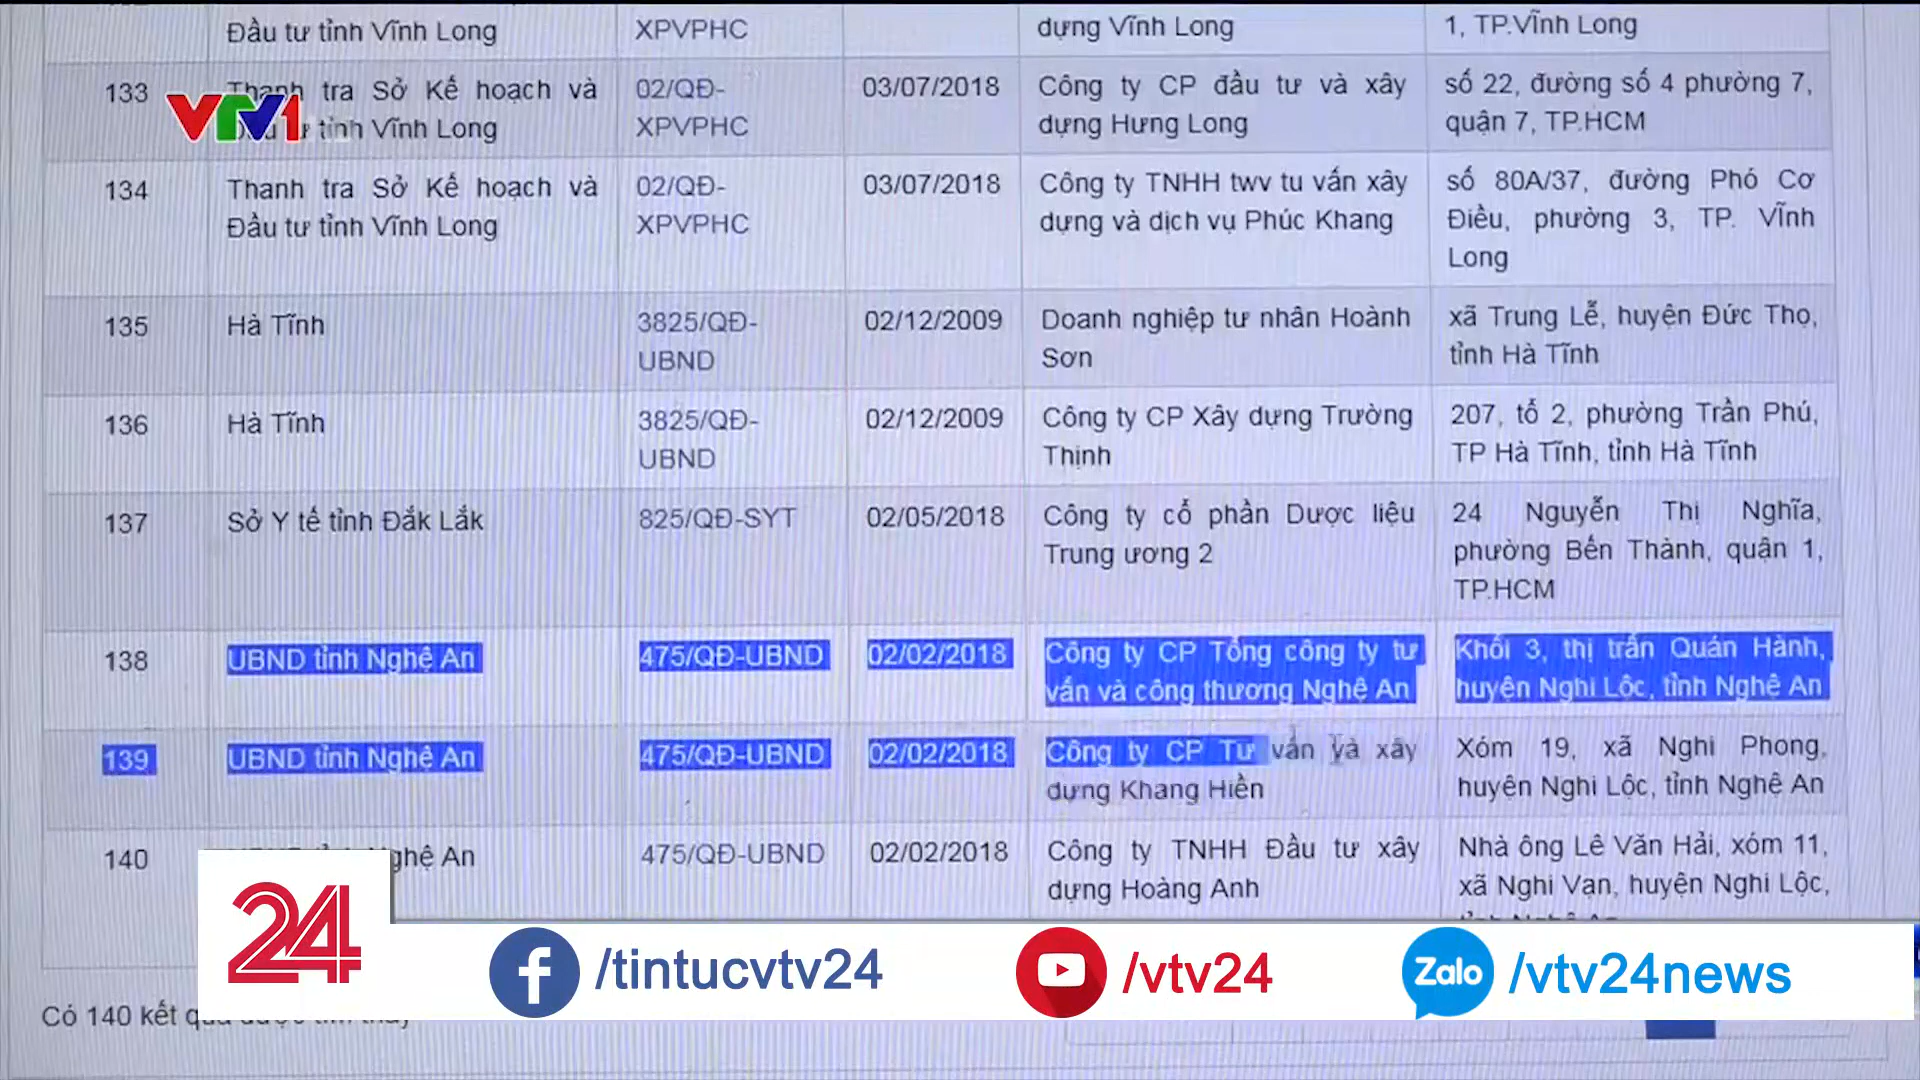 Đầu tư tỉnh Vĩnh Long
XPVPHC
dựng Vĩnh Long
1, TP.Vĩnh Long
133
Thanh tra Sở Kế hoạch và
tỉnh Vĩnh Long
02/QĐ-
XPVPHC
03/07/2018
Công ty CP đầu tư và xây
dựng Hưng Long
số 22, đường số 4 phường 7,
quận 7, TP.HCM
VTV1
134
Thanh tra Sở Kế hoạch và
Đầu tư tỉnh Vĩnh Long
02/QĐ-
XPVPHC
03/07/2018
Công ty TNHH twv tu vấn xây
dựng và dịch vụ Phúc Khang
số 80A/37, đường Phó Cơ
Điều, phường 3, TP. Vĩnh
Long
135
Hà Tĩnh
3825/QĐ-
UBND
02/12/2009
Doanh nghiệp tư nhân Hoành
Sơn
xã Trung Lễ, huyện Đức Thọ,
tỉnh Hà Tĩnh
136
Hà Tĩnh
3825/QĐ-
UBND
02/12/2009
Công ty CP Xây dựng Trường
Thịnh
207, tổ 2, phường Trần Phú,
TP Hà Tĩnh, tỉnh Hà Tĩnh
137
Sở Y tế tỉnh Đắk Lắk
825/QĐ-SYT
02/05/2018
Công ty cổ phần Dược liệu
Trung ương 2
24 Nguyễn Thị Nghĩa,
phường Bến Thành, quận 1,
TP.HCM
138
UBND tỉnh Nghệ An
475/QĐ-UBND
02/02/2018
Công ty CP Tổng công ty tư
vấn và công thương Nghệ An
Khối 3, thị trấn Quán Hành,
huyện Nghi Lộc, tỉnh Nghệ An
139
UBND tỉnh Nghệ An
475/QĐ-UBND
02/02/2018
Công ty CP Tư vấn và xây
dựng Khang Hiền
Xóm 19, xã Nghi Phong,
huyện Nghi Lộc, tỉnh Nghệ An
140
Nghệ An
475/QĐ-UBND
02/02/2018
Công ty TNHH Đầu tư xây
dựng Hoàng Anh
Nhà ông Lê Văn Hải, xóm 11,
xã Nghi Vạn, huyện Nghi Lộc,
24
/tintucvtv24
/vtv24
Zalo /vtv24news
Có 140 kết